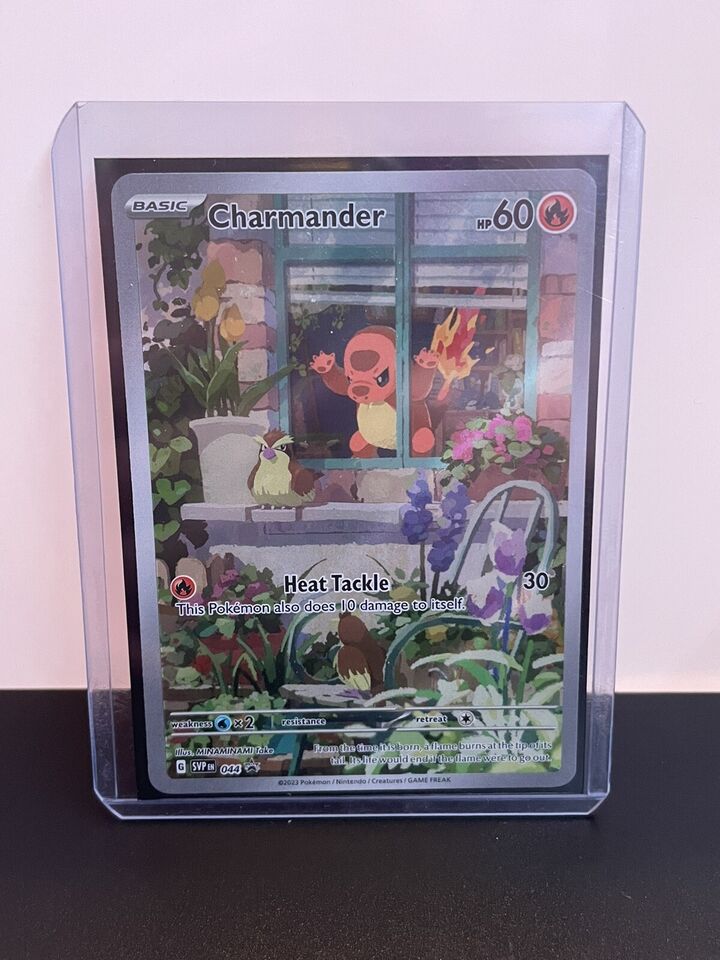 BASIC Charmander HP 60
Heat Tackle 30
This Pokémon also does 10 damage to itself.
weakness ×2 resistance retreat
Illus. MINAMINAMI Take
From the time it is born, a flame burns at the tip of its
tail. Its life would end if the flame were to go out.
G SVP EN 044
©2023 Pokémon / Nintendo / Creatures / GAME FREAK